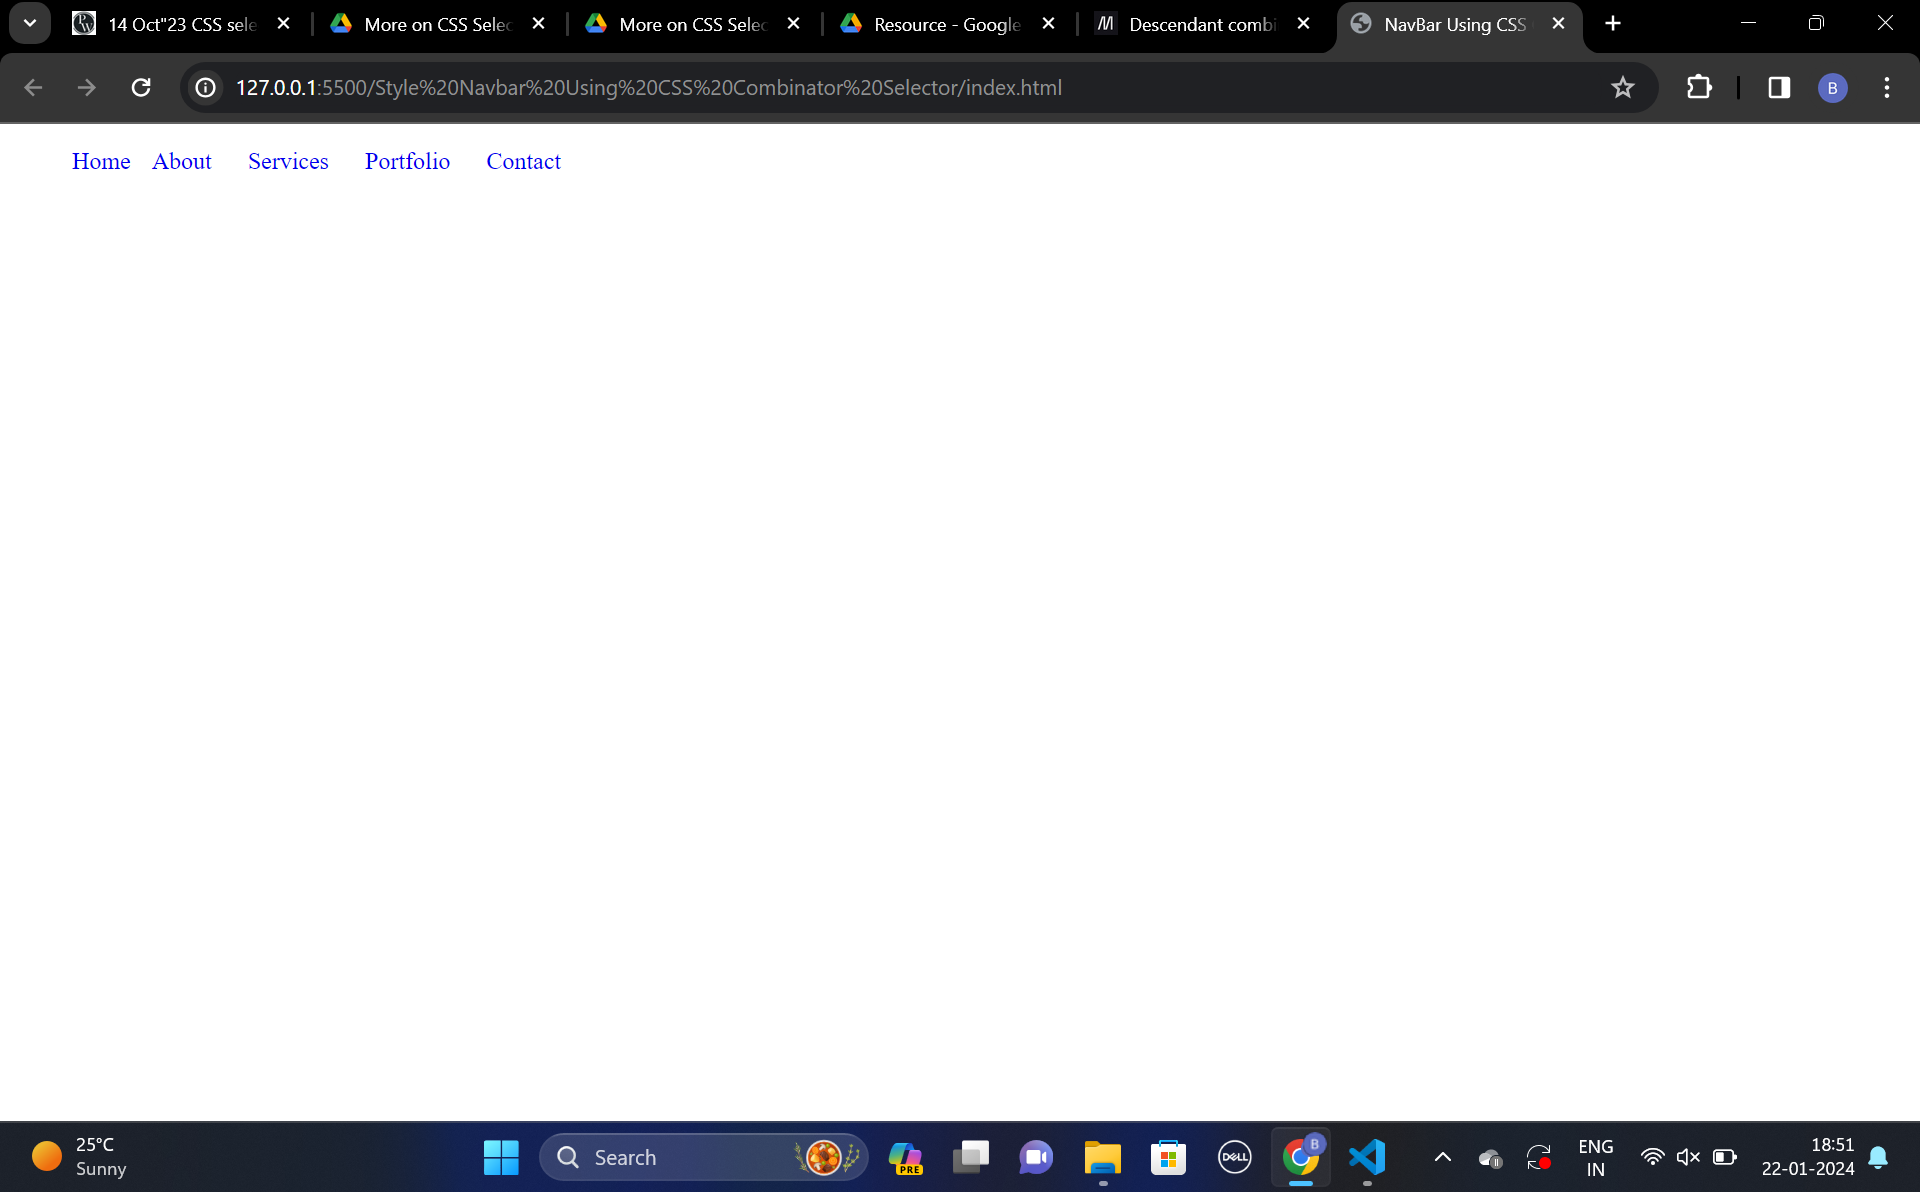 14 Oct"23 CSS sele
More on CSS Selec
More on CSS Selec
Resource - Google
Descendant combi
NavBar Using CSS
127.0.0.1:5500/Style%20Navbar%20Using%20CSS%20Combinator%20Selector/index.html
B
Home About Services Portfolio Contact
25°C
Sunny
Search
PRE
DELL
B
ENG
IN
18:51
22-01-2024